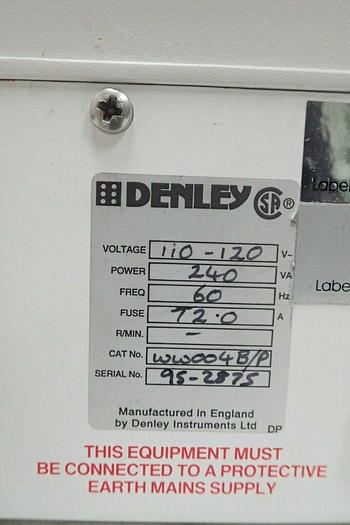 DENLEY SA ®
VOLTAGE 110-120 V~
POWER 240 VA
FREQ 60 Hz
FUSE T2.0 A
R/MIN. -
CAT No. WW004B/P
SERIAL No. 95-2875
Manufactured In England
by Denley Instruments Ltd DP
THIS EQUIPMENT MUST
BE CONNECTED TO A PROTECTIVE
EARTH MAINS SUPPLY
Label
Labe